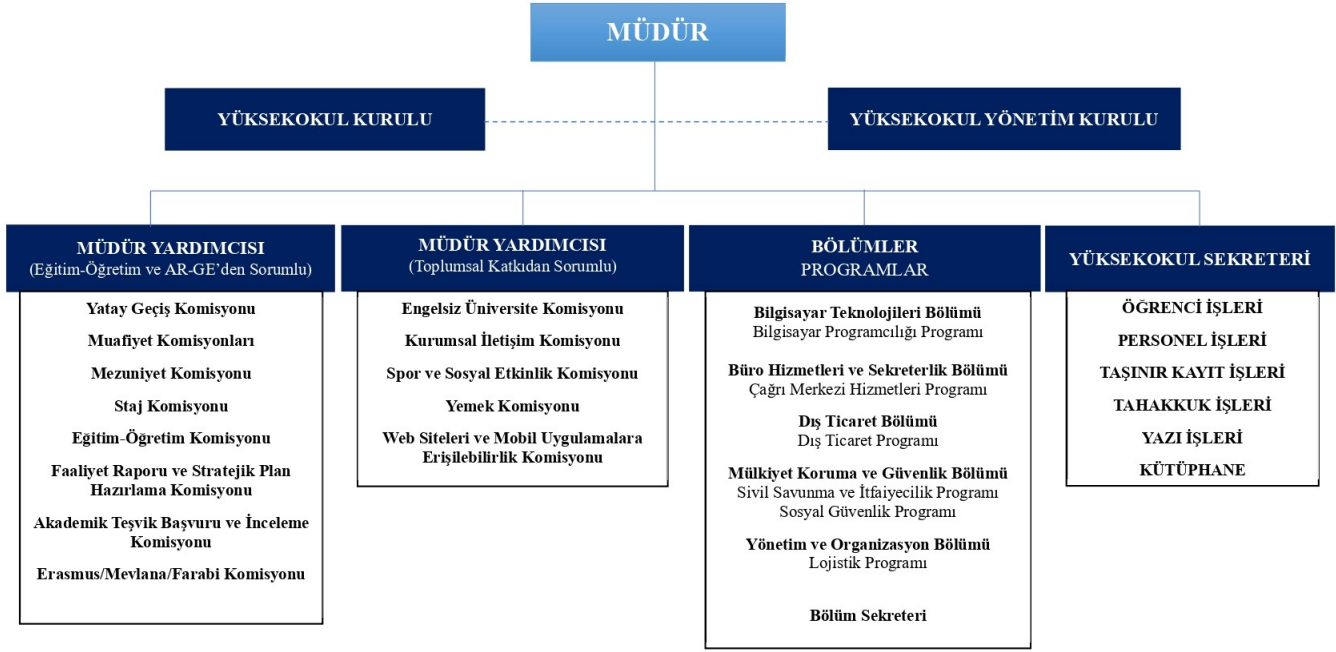 MÜDÜR
YÜKSEKOKUL KURULU
YÜKSEKOKUL YÖNETİM KURULU
MÜDÜR YARDIMCISI
(Eğitim-Öğretim ve AR-GE’den Sorumlu)
Yatay Geçiş Komisyonu
Muafiyet Komisyonları
Mezuniyet Komisyonu
Staj Komisyonu
Eğitim-Öğretim Komisyonu
Faaliyet Raporu ve Stratejik Plan
Hazırlama Komisyonu
Akademik Teşvik Başvuru ve İnceleme
Komisyonu
Erasmus/Mevlana/Farabi Komisyonu
MÜDÜR YARDIMCISI
(Toplumsal Katkıdan Sorumlu)
Engelsiz Üniversite Komisyonu
Kurumsal İletişim Komisyonu
Spor ve Sosyal Etkinlik Komisyonu
Yemek Komisyonu
Web Siteleri ve Mobil Uygulamalara
Erişilebilirlik Komisyonu
BÖLÜMLER
PROGRAMLAR
Bilgisayar Teknolojileri Bölümü
Bilgisayar Programcılığı Programı
Büro Hizmetleri ve Sekreterlik Bölümü
Çağrı Merkezi Hizmetleri Programı
Dış Ticaret Bölümü
Dış Ticaret Programı
Mülkiyet Koruma ve Güvenlik Bölümü
Sivil Savunma ve İtfaiyecilik Programı
Sosyal Güvenlik Programı
Yönetim ve Organizasyon Bölümü
Lojistik Programı
Bölüm Sekreteri
YÜKSEKOKUL SEKRETERİ
ÖĞRENCİ İŞLERİ
PERSONEL İŞLERİ
TAŞINIR KAYIT İŞLERİ
TAHAKKUK İŞLERİ
YAZI İŞLERİ
KÜTÜPHANE